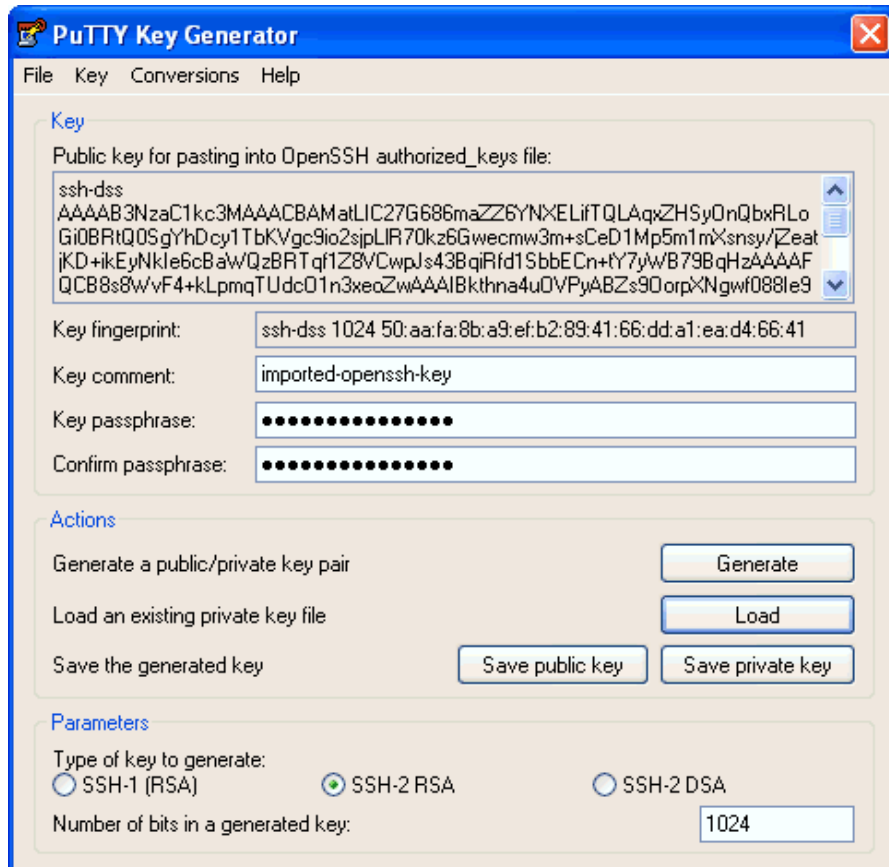 PuTTY Key Generator
File Key Conversions Help
Key
Public key for pasting into OpenSSH authorized_keys file:
ssh-dss
AAAAB3NzaC1kc3MAAACBAMatLIC27G686maZZ6YNXELifTQLAqxZHSyOnQbxRLo
Gi0BRtQ0SgYhDcy1TbKVgc9io2sjpLIR70kz6Gwecmw3m+sCeD1Mp5m1mXsnsy/jZeat
jKD+ikEyNkIe6cBaWQzBRTqf1Z8VCwpJs43BqiRfd1SbbECn+tY7yWB79BqHzAAAAF
QCB8s8WvF4+kLpmqTUdcO1n3xeoZwAAAIBkthna4uOVPyABZs9OorpXNgwf088Ie9
Key fingerprint: ssh-dss 1024 50:aa:fa:8b:a9:ef:b2:89:41:66:dd:a1:ea:d4:66:41
Key comment: imported-openssh-key
Key passphrase:
Confirm passphrase:
Actions
Generate a public/private key pair Generate
Load an existing private key file Load
Save the generated key Save public key Save private key
Parameters
Type of key to generate:
SSH-1 (RSA) SSH-2 RSA SSH-2 DSA
Number of bits in a generated key: 1024